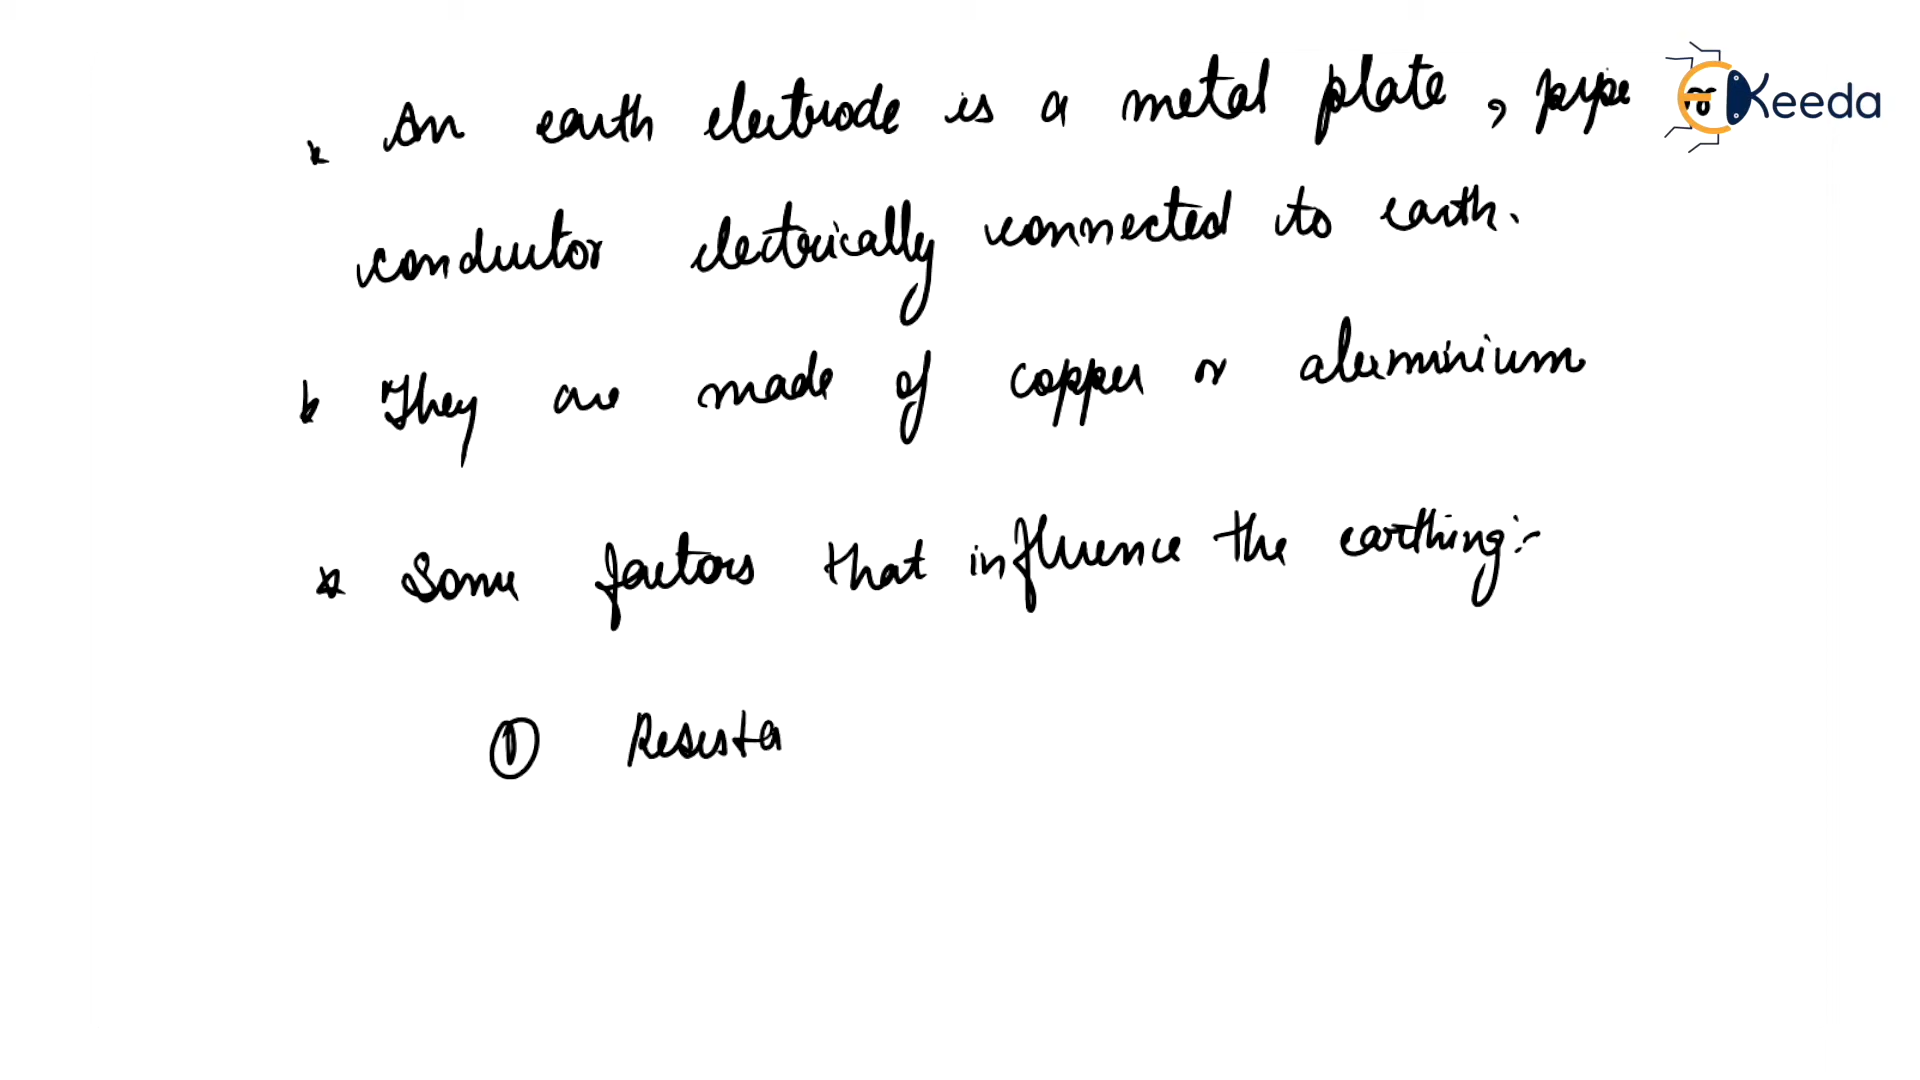 * An earth electrode is a metal plate, pipe or
Keeda
conductor electrically connected to earth.
* They are made of copper or aluminium
* Some factors that influence the earthing:-
① Resista